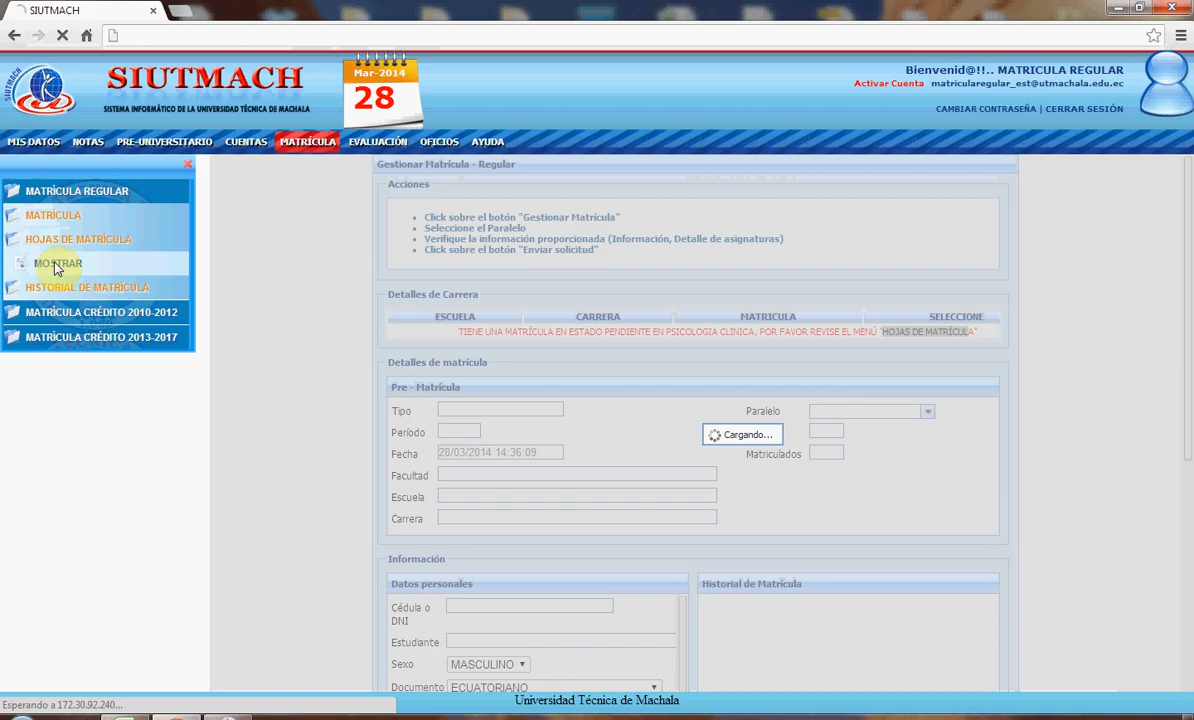 SIUTMACH
SIUTMACH
SISTEMA INFORMÁTICO DE LA UNIVERSIDAD TÉCNICA DE MACHALA
Mar-2014
28
Bienvenid@!!.. MATRICULA REGULAR
Activar Cuenta matricularegular_est@utmachala.edu.ec
CAMBIAR CONTRASEÑA | CERRAR SESIÓN
MIS DATOS NOTAS PRE-UNIVERSITARIO CUENTAS MATRÍCULA EVALUACIÓN OFICIOS AYUDA
MATRÍCULA REGULAR
MATRÍCULA
HOJAS DE MATRÍCULA
MOSTRAR
HISTORIAL DE MATRÍCULA
MATRÍCULA CRÉDITO 2010-2012
MATRÍCULA CRÉDITO 2013-2017
Gestionar Matrícula - Regular
Acciones
Click sobre el botón "Gestionar Matrícula"
Seleccione el Paralelo
Verifique la información proporcionada (Información, Detalle de asignaturas)
Click sobre el botón "Enviar solicitud"
Detalles de Carrera
ESCUELA CARRERA MATRICULA SELECCIONE
TIENE UNA MATRÍCULA EN ESTADO PENDIENTE EN PSICOLOGIA CLINICA, POR FAVOR REVISE EL MENÚ "HOJAS DE MATRÍCULA"
Detalles de matrícula
Pre - Matrícula
Tipo Paralelo
Período
Cargando...
Fecha 28/03/2014 14:36:09 Matriculados
Facultad
Escuela
Carrera
Información
Datos personales Historial de Matrícula
Cédula o
DNI
Estudiante
Sexo MASCULINO
Documento ECUATORIANO
Universidad Técnica de Machala
Esperando a 172.30.92.240...